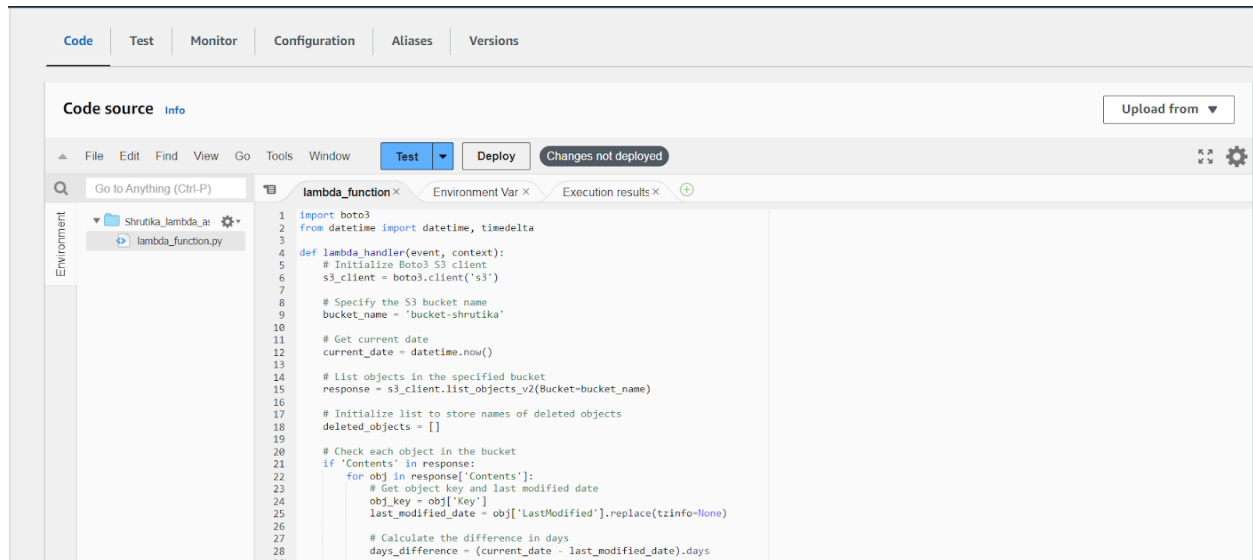 Code Test Monitor Configuration Aliases Versions
Code source Info
Upload from
File Edit Find View Go Tools Window Test Deploy Changes not deployed
Go to Anything (Ctrl-P)
lambda_function Environment Var Execution results
Environment
Shrutika_lambda_as
lambda_function.py
1 import boto3
2 from datetime import datetime, timedelta
3
4 def lambda_handler(event, context):
5 # Initialize Boto3 S3 client
6 s3_client = boto3.client('s3')
7
8 # Specify the S3 bucket name
9 bucket_name = 'bucket-shrutika'
10
11 # Get current date
12 current_date = datetime.now()
13
14 # List objects in the specified bucket
15 response = s3_client.list_objects_v2(Bucket=bucket_name)
16
17 # Initialize list to store names of deleted objects
18 deleted_objects = []
19
20 # Check each object in the bucket
21 if 'Contents' in response:
22 for obj in response['Contents']:
23 # Get object key and last modified date
24 obj_key = obj['Key']
25 last_modified_date = obj['LastModified'].replace(tzinfo=None)
26
27 # Calculate the difference in days
28 days_difference = (current_date - last_modified_date).days